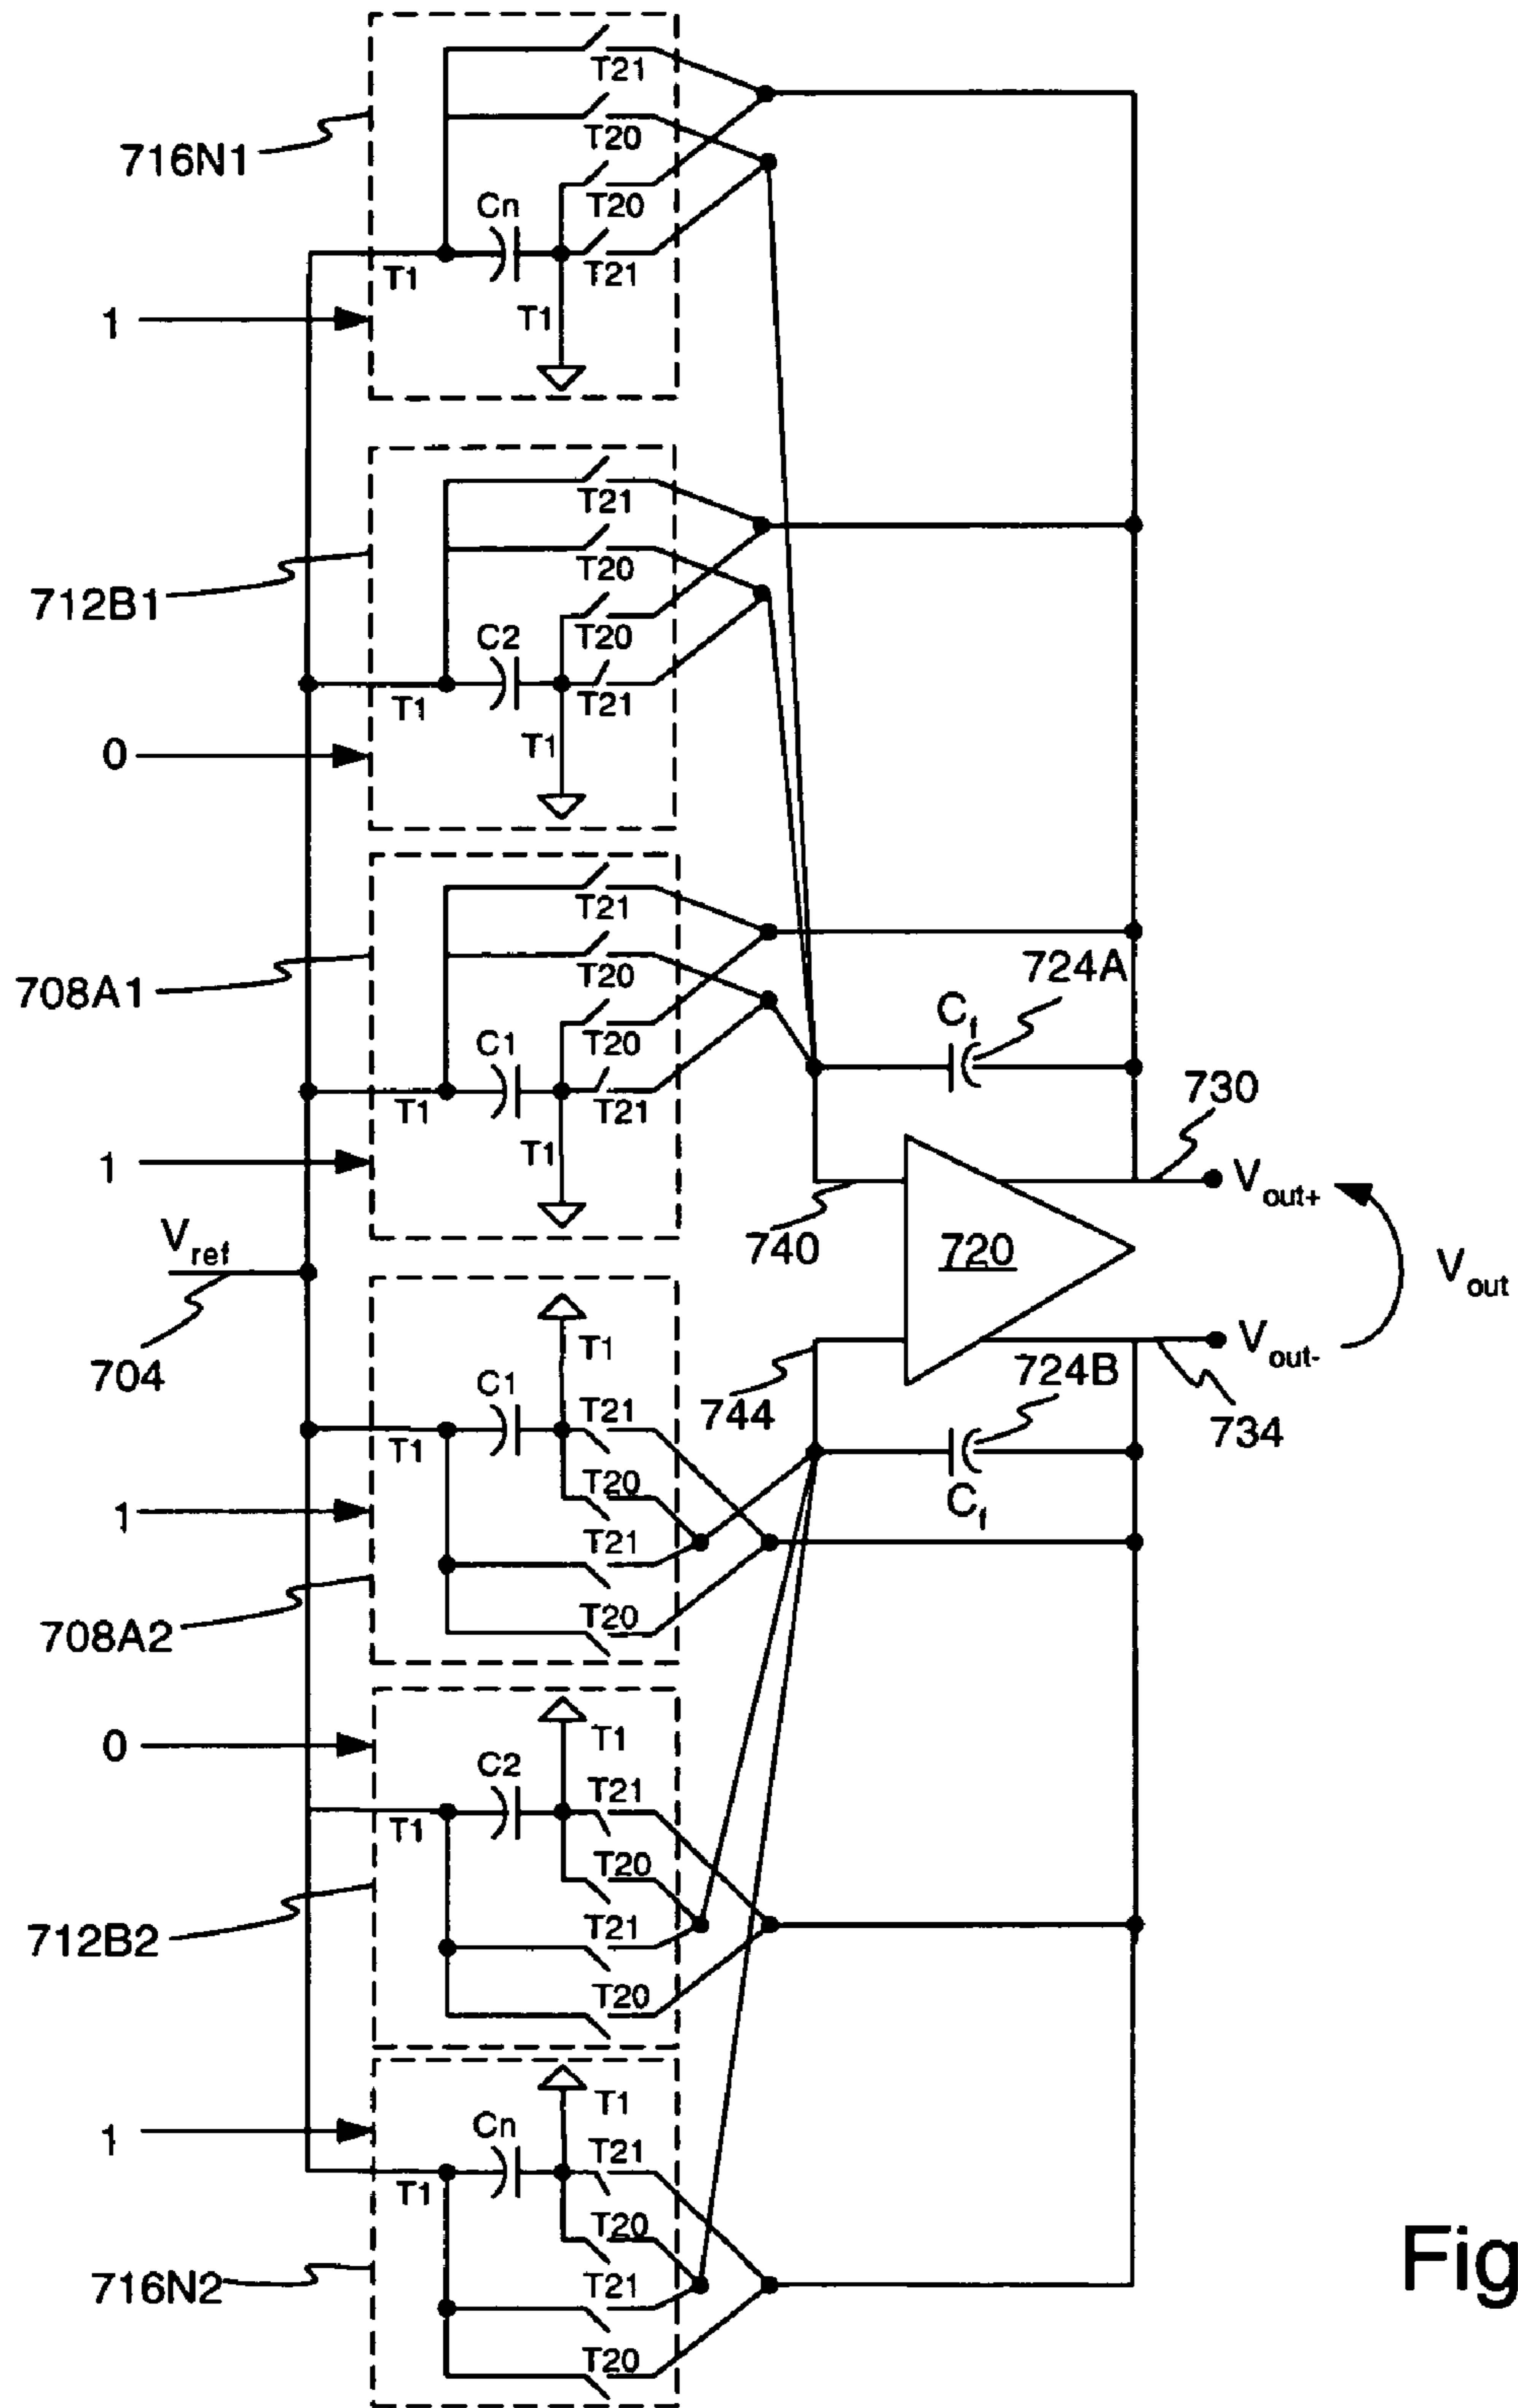 T21
T20
716N1
Cn
T20
T1
T21
1
T1
T21
T20
712B1
C2
T20
T1
T21
0
T1
T21
708A1
T20
724A
Cf
C1
T20
T1
T21
730
1
T1
Vout+
740
720
Vref
Vout
704
T1
Vout-
724B
C1
T21
744
734
T1
T20
Cf
1
T21
708A2
T20
0
T1
C2
T21
T1
T20
712B2
T21
T20
1
T1
Cn
T21
T1
T20
716N2
T21
T20
Fig